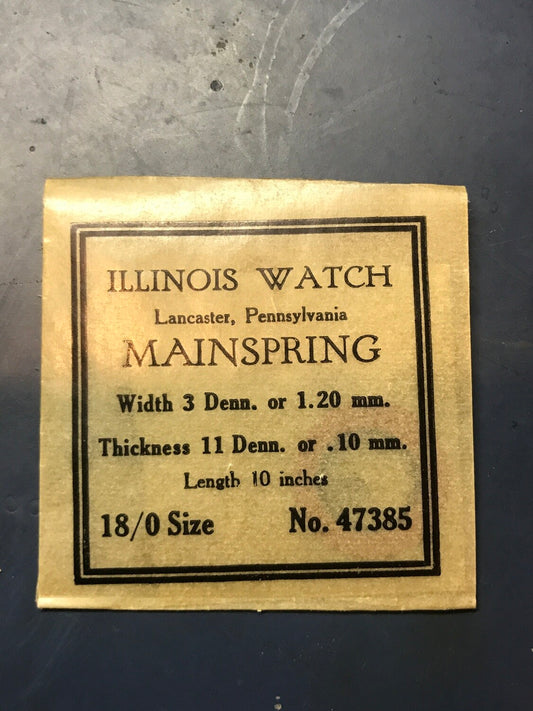 ILLINOIS WATCH
Lancaster, Pennsylvania
MAINSPRING
Width 3 Denn. or 1.20 mm.
Thickness 11 Denn. or .10 mm.
Length 10 inches
18/0 Size No. 47385